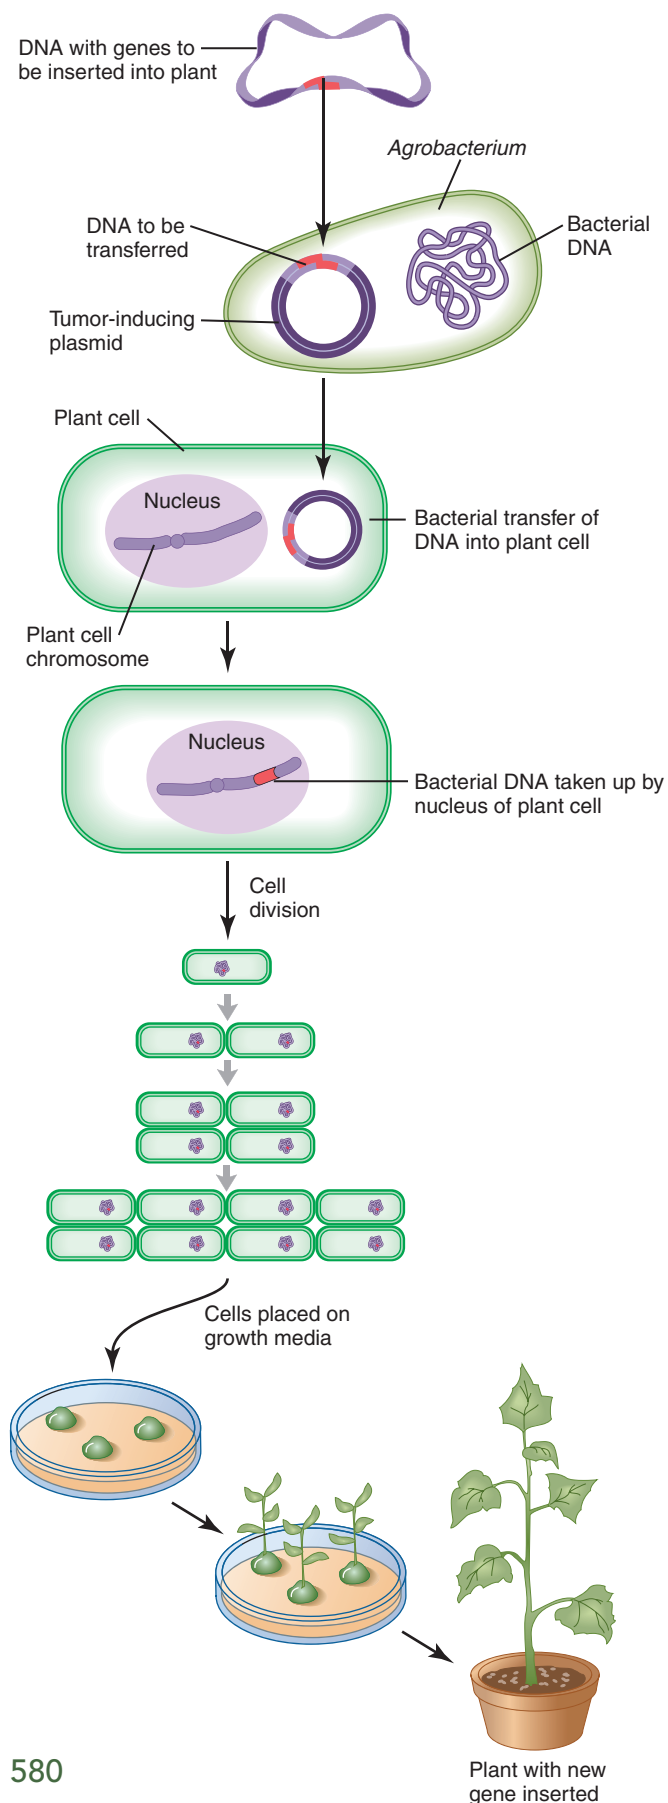 DNA with genes to
be inserted into plant
Agrobacterium
DNA to be
transferred
Bacterial
DNA
Tumor-inducing
plasmid
Plant cell
Nucleus
Bacterial transfer of
DNA into plant cell
Plant cell
chromosome
Nucleus
Bacterial DNA taken up by
nucleus of plant cell
Cell
division
Cells placed on
growth media
580
Plant with new
gene inserted